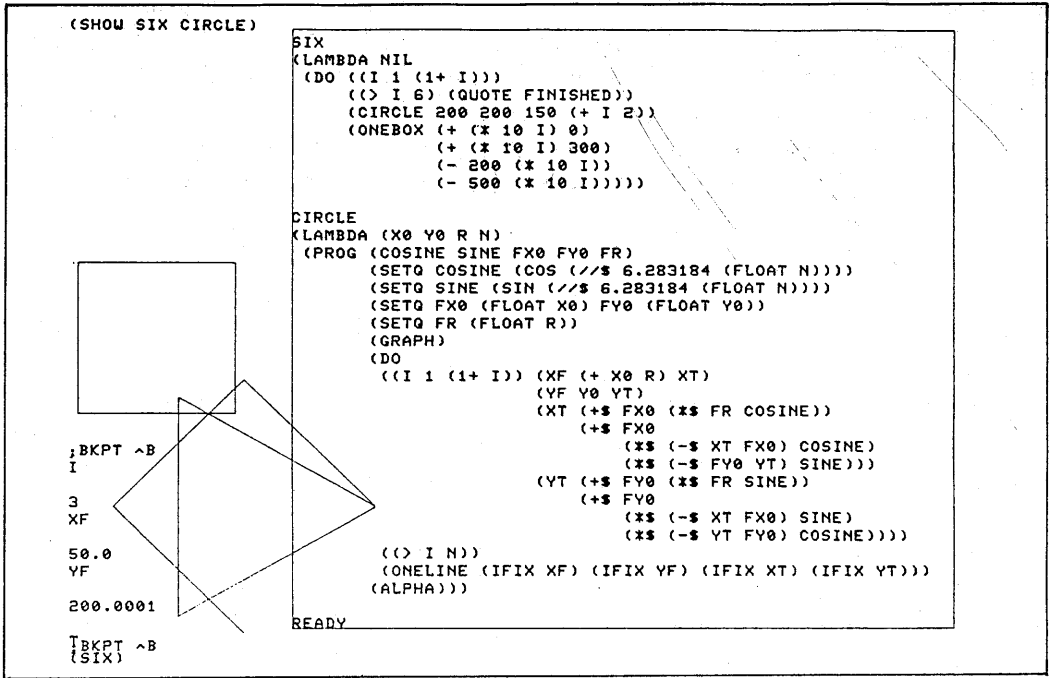 (SHOW SIX CIRCLE)
SIX
(LAMBDA NIL
(DO ((I 1 (1+ I)))
((> I 6) (QUOTE FINISHED))
(CIRCLE 200 200 150 (+ I 2))
(ONEBOX (+ (* 10 I) 0)
(+ (* 10 I) 300)
(- 200 (* 10 I))
(- 500 (* 10 I)))))
CIRCLE
(LAMBDA (X0 Y0 R N)
(PROG (COSINE SINE FX0 FY0 FR)
(SETQ COSINE (COS (//$ 6.283184 (FLOAT N))))
(SETQ SINE (SIN (//$ 6.283184 (FLOAT N))))
(SETQ FX0 (FLOAT X0) FY0 (FLOAT Y0))
(SETQ FR (FLOAT R))
(GRAPH)
(DO
((I 1 (1+ I)) (XF (+ X0 R) XT)
(YF Y0 YT)
(XT (+$ FX0 (*$ FR COSINE))
(+$ FX0
(*$ (-$ XT FX0) COSINE)
(*$ (-$ FY0 YT) SINE)))
(YT (+$ FY0 (*$ FR SINE))
(+$ FY0
(*$ (-$ XT FX0) SINE)
(*$ (-$ YT FY0) COSINE))))
((> I N))
(ONELINE (IFIX XF) (IFIX YF) (IFIX XT) (IFIX YT)))
(ALPHA)))
READY
;BKPT ^B
I
3
XF
50.0
YF
200.0001
T
;BKPT ^B
(SIX)